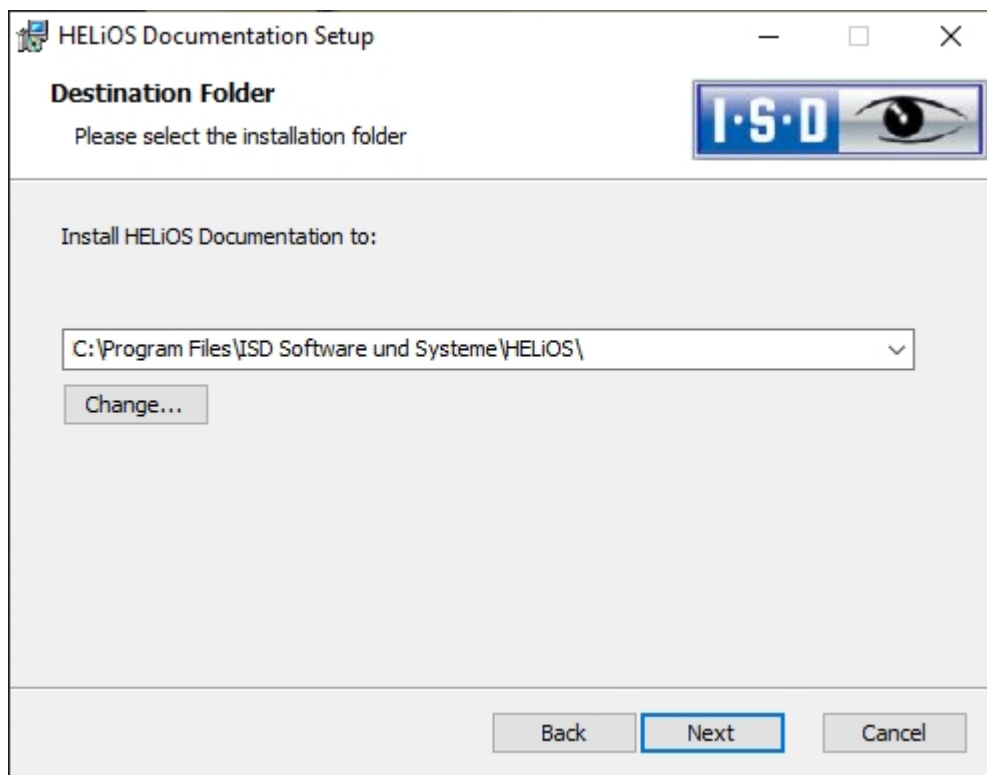 HELiOS Documentation Setup
Destination Folder
Please select the installation folder
I·S·D
Install HELiOS Documentation to:
C:\Program Files\ISD Software und Systeme\HELiOS\
Change...
Back Next Cancel